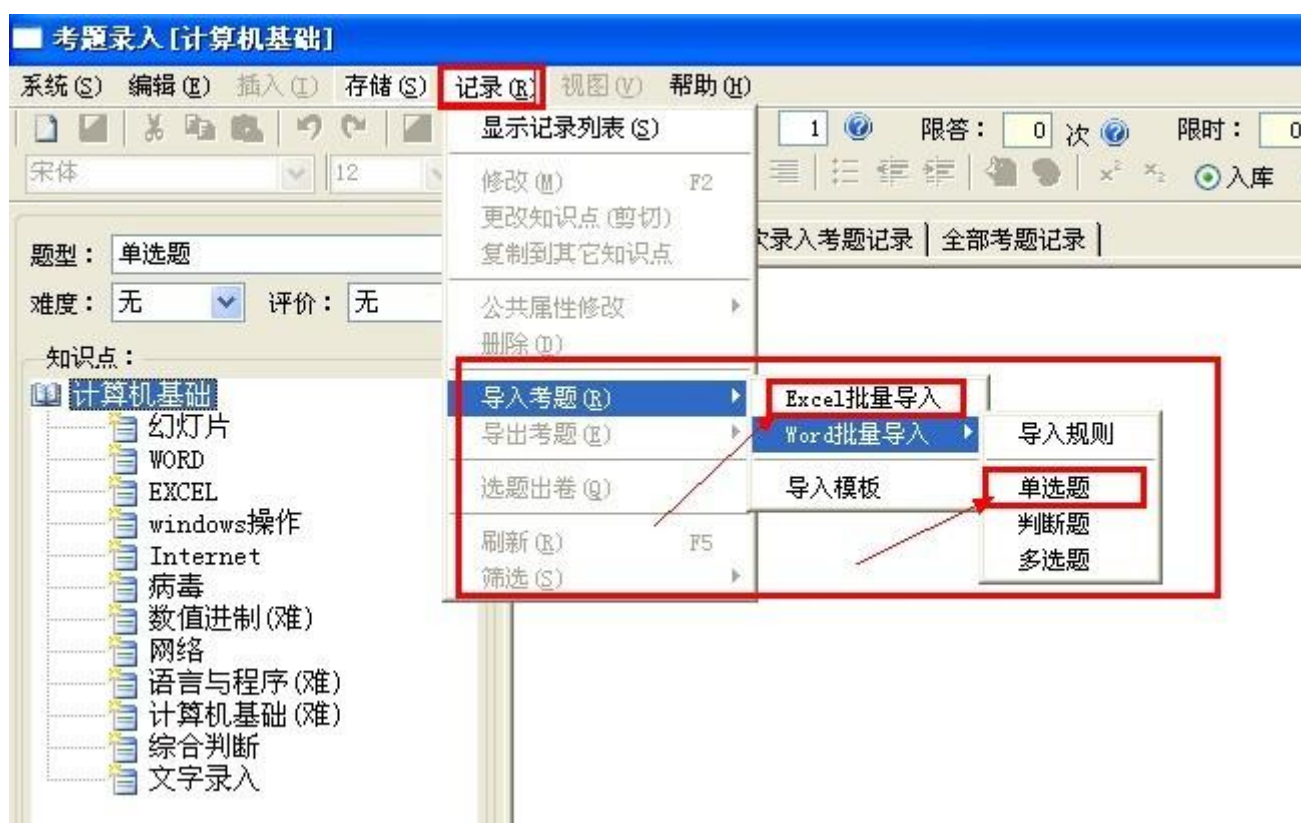 考题录入 [计算机基础]
系统(S) 编辑(E) 插入(I) 存储(S) 记录(R) 视图(V) 帮助(H)
显示记录列表(S)
1 限答： 0 次 限时： 0
宋体 12
x² x₂ 入库
修改(M) F2
更改知识点(剪切)
复制到其它知识点
录入考题记录 全部考题记录
题型： 单选题
难度： 无 评价： 无
公共属性修改
删除(D)
知识点：
计算机基础
幻灯片
WORD
EXCEL
windows操作
Internet
病毒
数值进制(难)
网络
语言与程序(难)
计算机基础(难)
综合判断
文字录入
导入考题(R)
导出考题(E)
选题出卷(Q)
刷新(R) F5
筛选(S)
Excel批量导入
Word批量导入
导入模板
导入规则
单选题
判断题
多选题